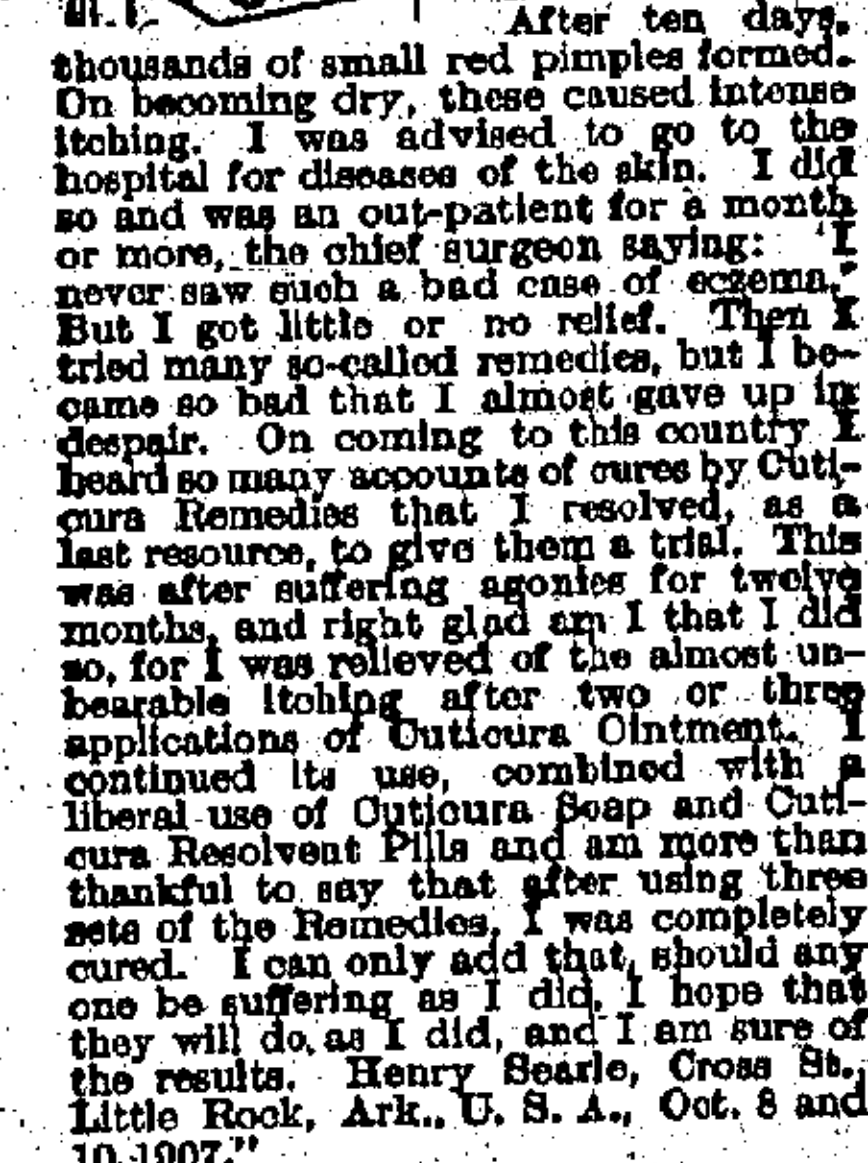 After ten days,
thousands of small red pimples formed.
On becoming dry, these caused intense
itching. I was advised to go to the
hospital for diseases of the skin. I did
so and was an out-patient for a month
or more, the chief surgeon saying: 'I
never saw such a bad case of eczema.'
But I got little or no relief. Then I
tried many so-called remedies, but I be-
came so bad that I almost gave up in
despair. On coming to this country I
heard so many accounts of cures by Cuti-
cura Remedies that I resolved, as a
last resource, to give them a trial. This
was after suffering agonies for twelve
months, and right glad am I that I did
so, for I was relieved of the almost un-
bearable itching after two or three
applications of Cuticura Ointment. I
continued its use, combined with a
liberal use of Cuticura Soap and Cuti-
cura Resolvent Pills and am more than
thankful to say that after using three
sets of the Remedies, I was completely
cured. I can only add that, should any
one be suffering as I did, I hope that
they will do as I did, and I am sure of
the results. Henry Searle, Cross St.,
Little Rock, Ark., U. S. A., Oct. 8 and
10, 1907."